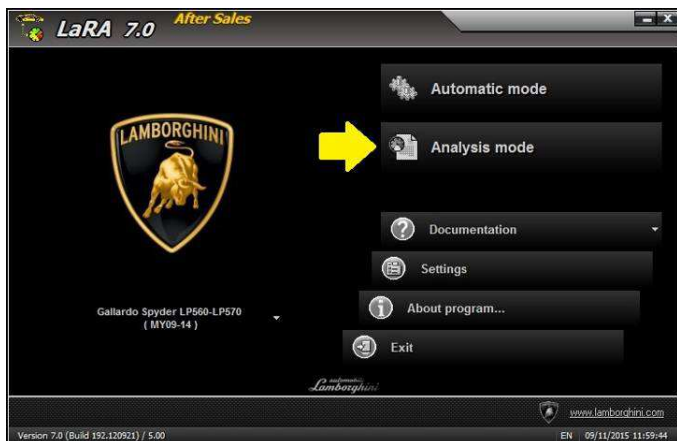 LaRA 7.0 After Sales
Automatic mode
LAMBORGHINI
Analysis mode
Documentation
Settings
Gallardo Spyder LP560-LP570
( MY09-14 )
About program...
Exit
automobili
Lamborghini
www.lamborghini.com
Version 7.0 (Build 192.120921) / 5.00
EN 09/11/2015 11:59:44